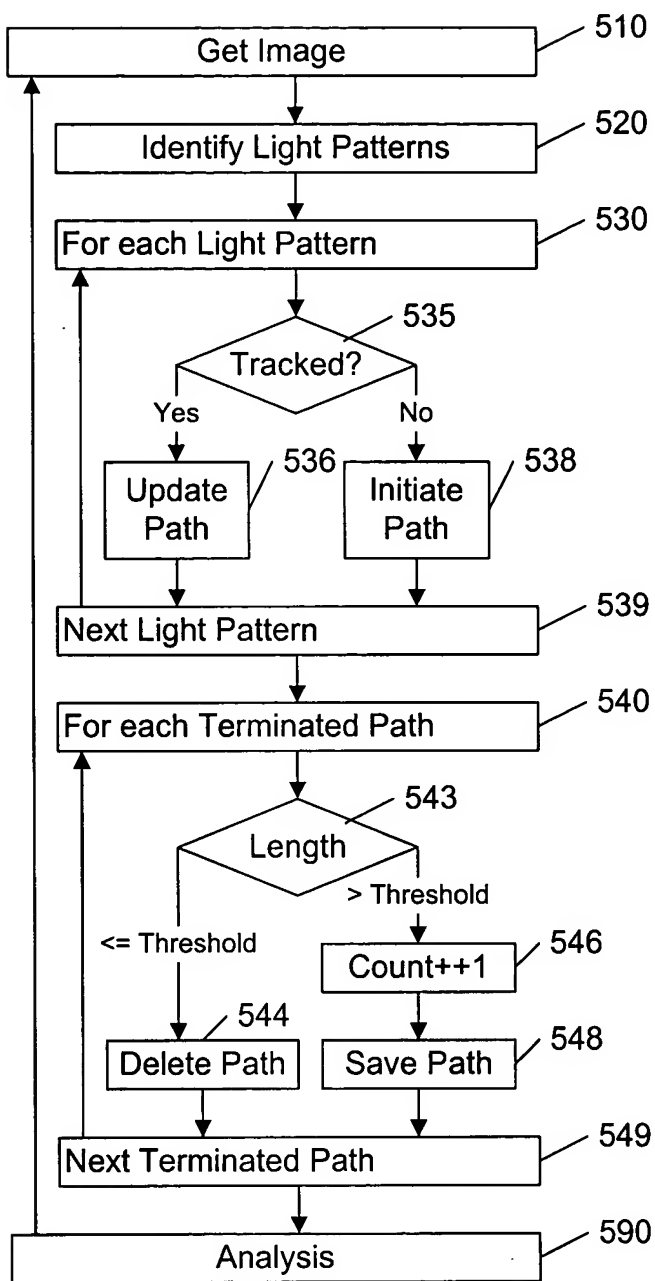 510
Get Image
520
Identify Light Patterns
530
For each Light Pattern
535
Tracked?
Yes
No
536
538
Update
Path
Initiate
Path
539
Next Light Pattern
540
For each Terminated Path
543
Length
> Threshold
<= Threshold
546
Count++1
544
548
Delete Path
Save Path
549
Next Terminated Path
590
Analysis